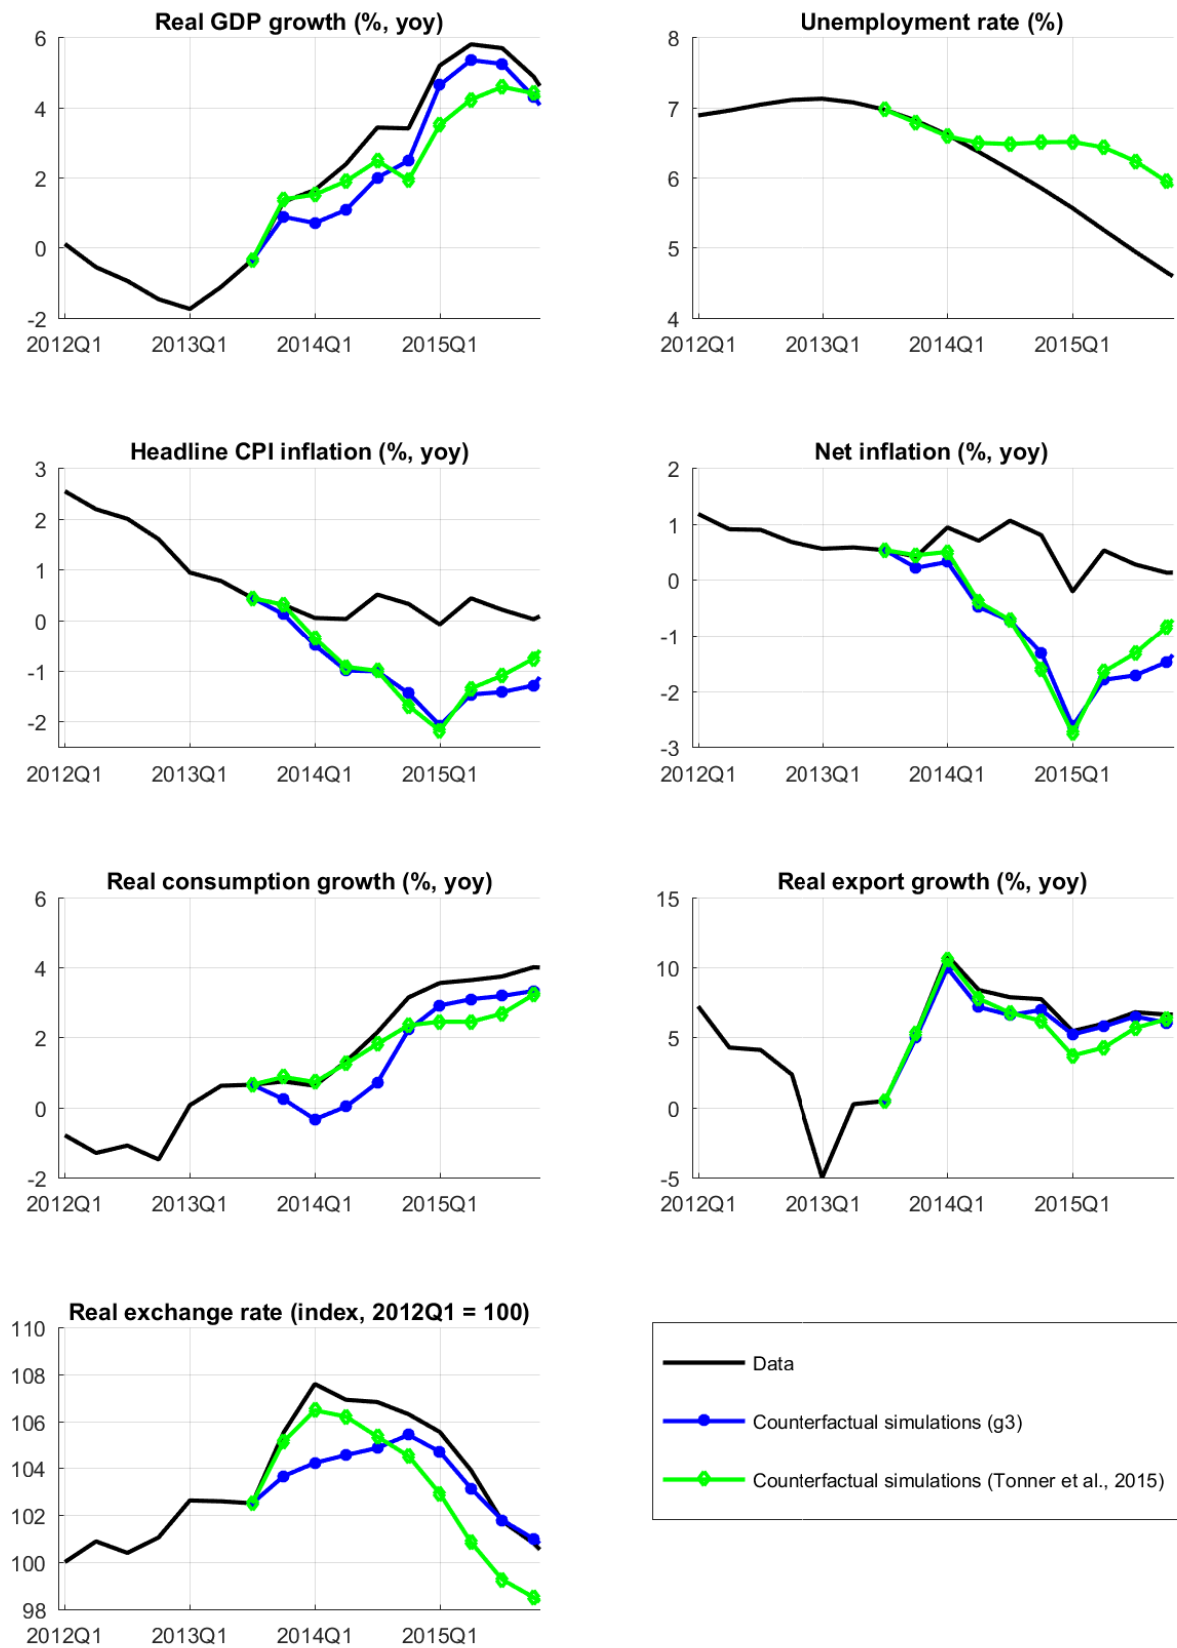 Real GDP growth (%, yoy)
6
4
2
0
-2
2012Q1 2013Q1 2014Q1 2015Q1
Unemployment rate (%)
8
7
6
5
4
2012Q1 2013Q1 2014Q1 2015Q1
Headline CPI inflation (%, yoy)
3
2
1
0
-1
-2
2012Q1 2013Q1 2014Q1 2015Q1
Net inflation (%, yoy)
2
1
0
-1
-2
-3
2012Q1 2013Q1 2014Q1 2015Q1
Real consumption growth (%, yoy)
6
4
2
0
-2
2012Q1 2013Q1 2014Q1 2015Q1
Real export growth (%, yoy)
15
10
5
0
-5
2012Q1 2013Q1 2014Q1 2015Q1
Real exchange rate (index, 2012Q1 = 100)
110
108
106
104
102
100
98
2012Q1 2013Q1 2014Q1 2015Q1
Data
Counterfactual simulations (g3)
Counterfactual simulations (Tonner et al., 2015)